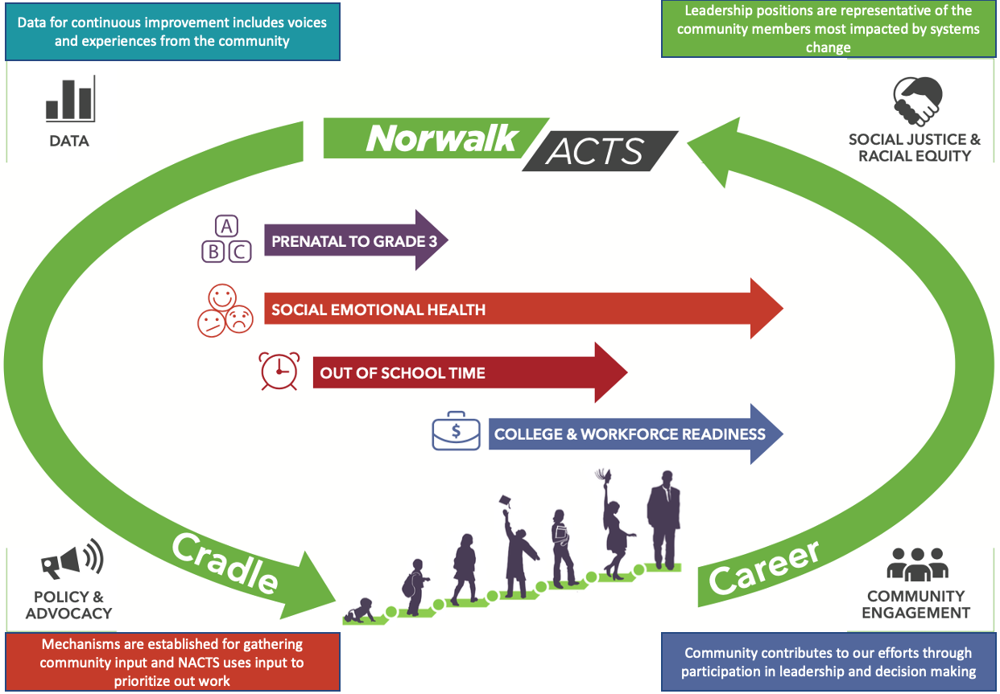 Data for continuous improvement includes voices
and experiences from the community
Leadership positions are representative of the
community members most impacted by systems
change
DATA
SOCIAL JUSTICE &
RACIAL EQUITY
Norwalk
ACTS
A
B C
PRENATAL TO GRADE 3
SOCIAL EMOTIONAL HEALTH
OUT OF SCHOOL TIME
$
COLLEGE & WORKFORCE READINESS
Cradle
Career
POLICY &
ADVOCACY
COMMUNITY
ENGAGEMENT
Mechanisms are established for gathering
community input and NACTS uses input to
prioritize out work
Community contributes to our efforts through
participation in leadership and decision making